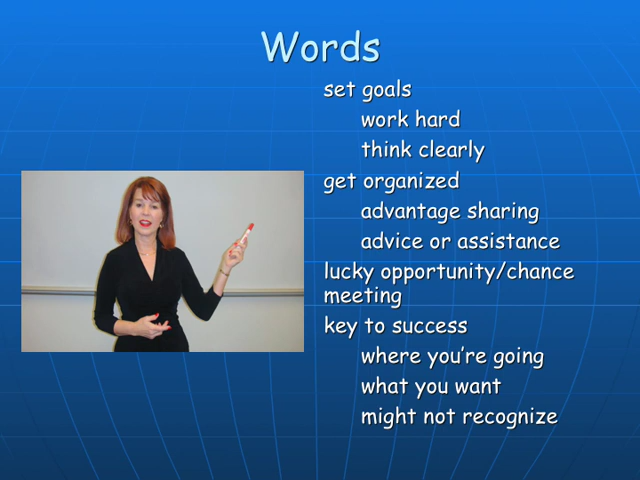 Words
set goals
work hard
think clearly
get organized
advantage sharing
advice or assistance
lucky opportunity/chance
meeting
key to success
where you're going
what you want
might not recognize